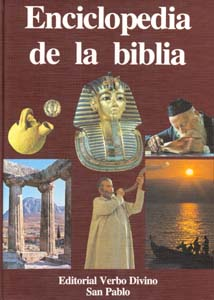 Enciclopedia
de la biblia
Editorial Verbo Divino
San Pablo